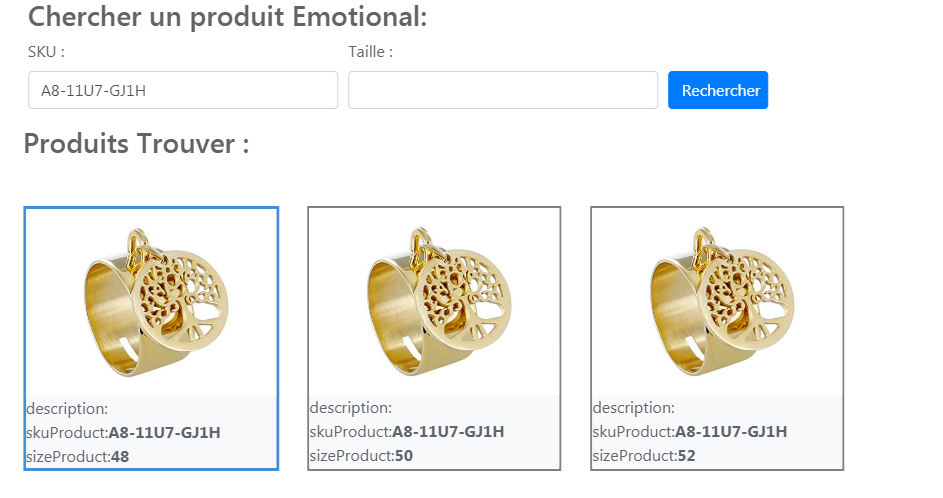 Chercher un produit Emotional:
SKU : Taille :
A8-11U7-GJ1H Rechercher
Produits Trouver :
description: description: description:
skuProduct:A8-11U7-GJ1H skuProduct:A8-11U7-GJ1H skuProduct:A8-11U7-GJ1H
sizeProduct:48 sizeProduct:50 sizeProduct:52